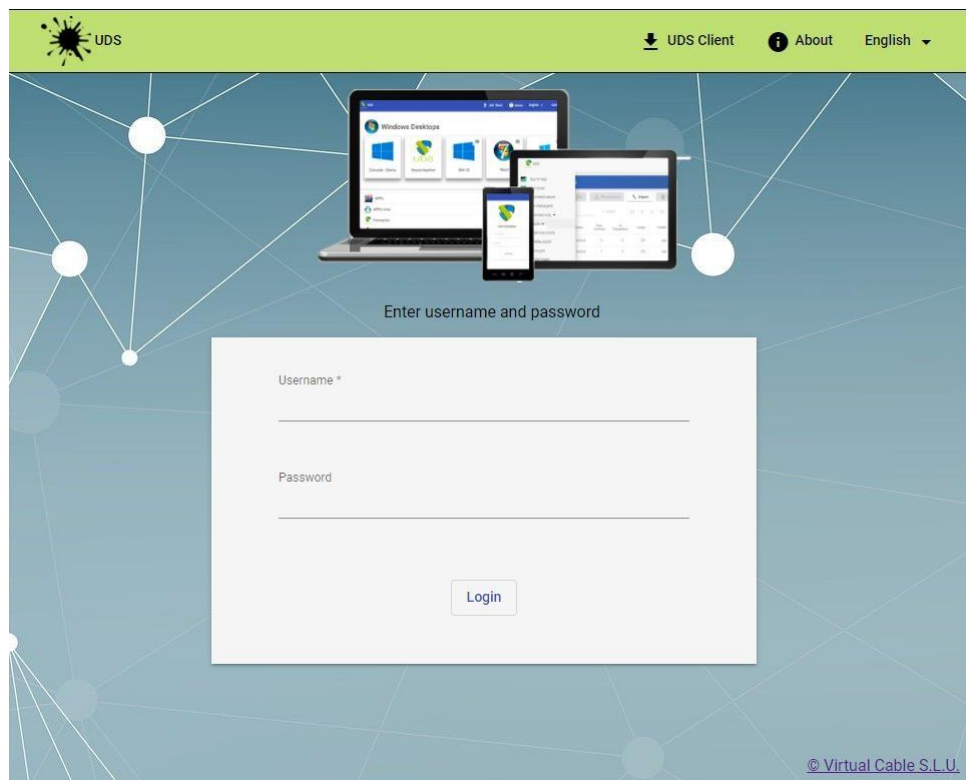 UDS
UDS Client
About
English
Windows Desktops
Enter username and password
Username *
Password
Login
© Virtual Cable S.L.U.